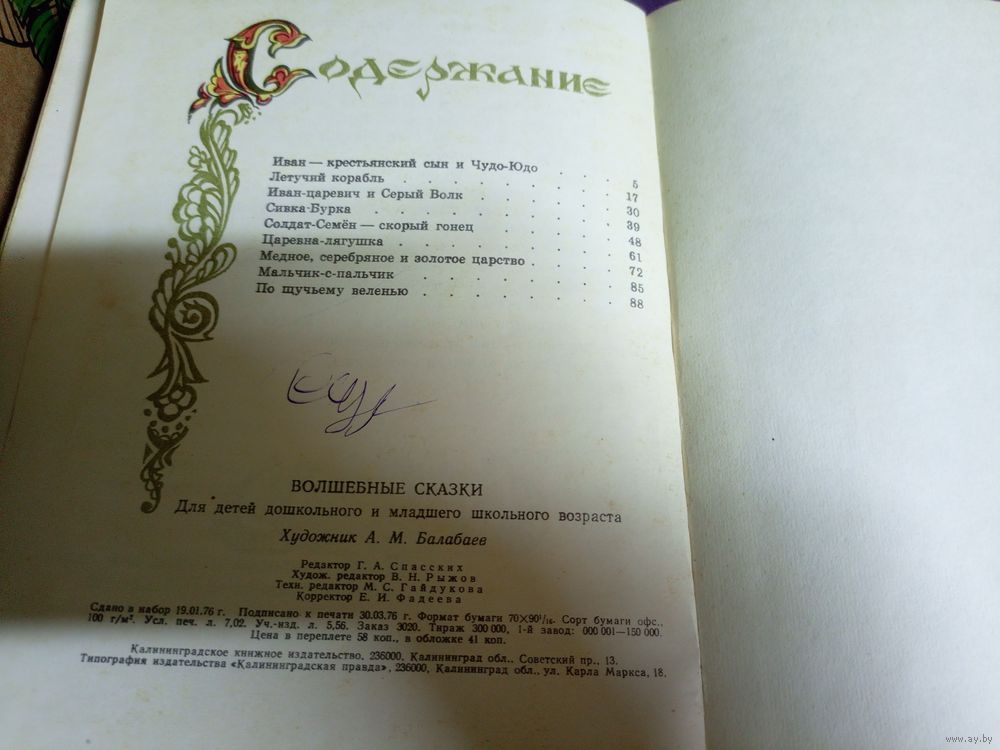 Содержание
Иван — крестьянский сын и Чудо-Юдо . . . 5
Летучий корабль . . . . . . . . 17
Иван-царевич и Серый Волк . . . . . . 30
Сивка-Бурка . . . . . . . . . 39
Солдат-Семён — скорый гонец . . . . . 48
Царевна-лягушка . . . . . . . . 61
Медное, серебряное и золотое царство . . . . 72
Мальчик-с-пальчик . . . . . . . . 85
По щучьему веленью . . . . . . . . 88
ВОЛШЕБНЫЕ СКАЗКИ
Для детей дошкольного и младшего школьного возраста
Художник А. М. Балабаев
Редактор Г. А. Спасских
Худож. редактор В. Н. Рыжов
Техн. редактор М. С. Гайдукова
Корректор Е. И. Фадеева
Сдано в набор 19.01.76 г. Подписано к печати 30.03.76 г. Формат бумаги 70×90¹/₁₆. Сорт бумаги офс.,
100 г/м². Усл. печ. л. 7,02. Уч.-изд. л. 5,56. Заказ 3020. Тираж 300 000, 1-й завод: 000 001—150 000.
Цена в переплете 58 коп., в обложке 41 коп.
Калининградское книжное издательство, 236000, Калининград обл., Советский пр., 13.
Типография издательства «Калининградская правда», 236000, Калининград обл., ул. Карла Маркса, 18.
www.ay.by